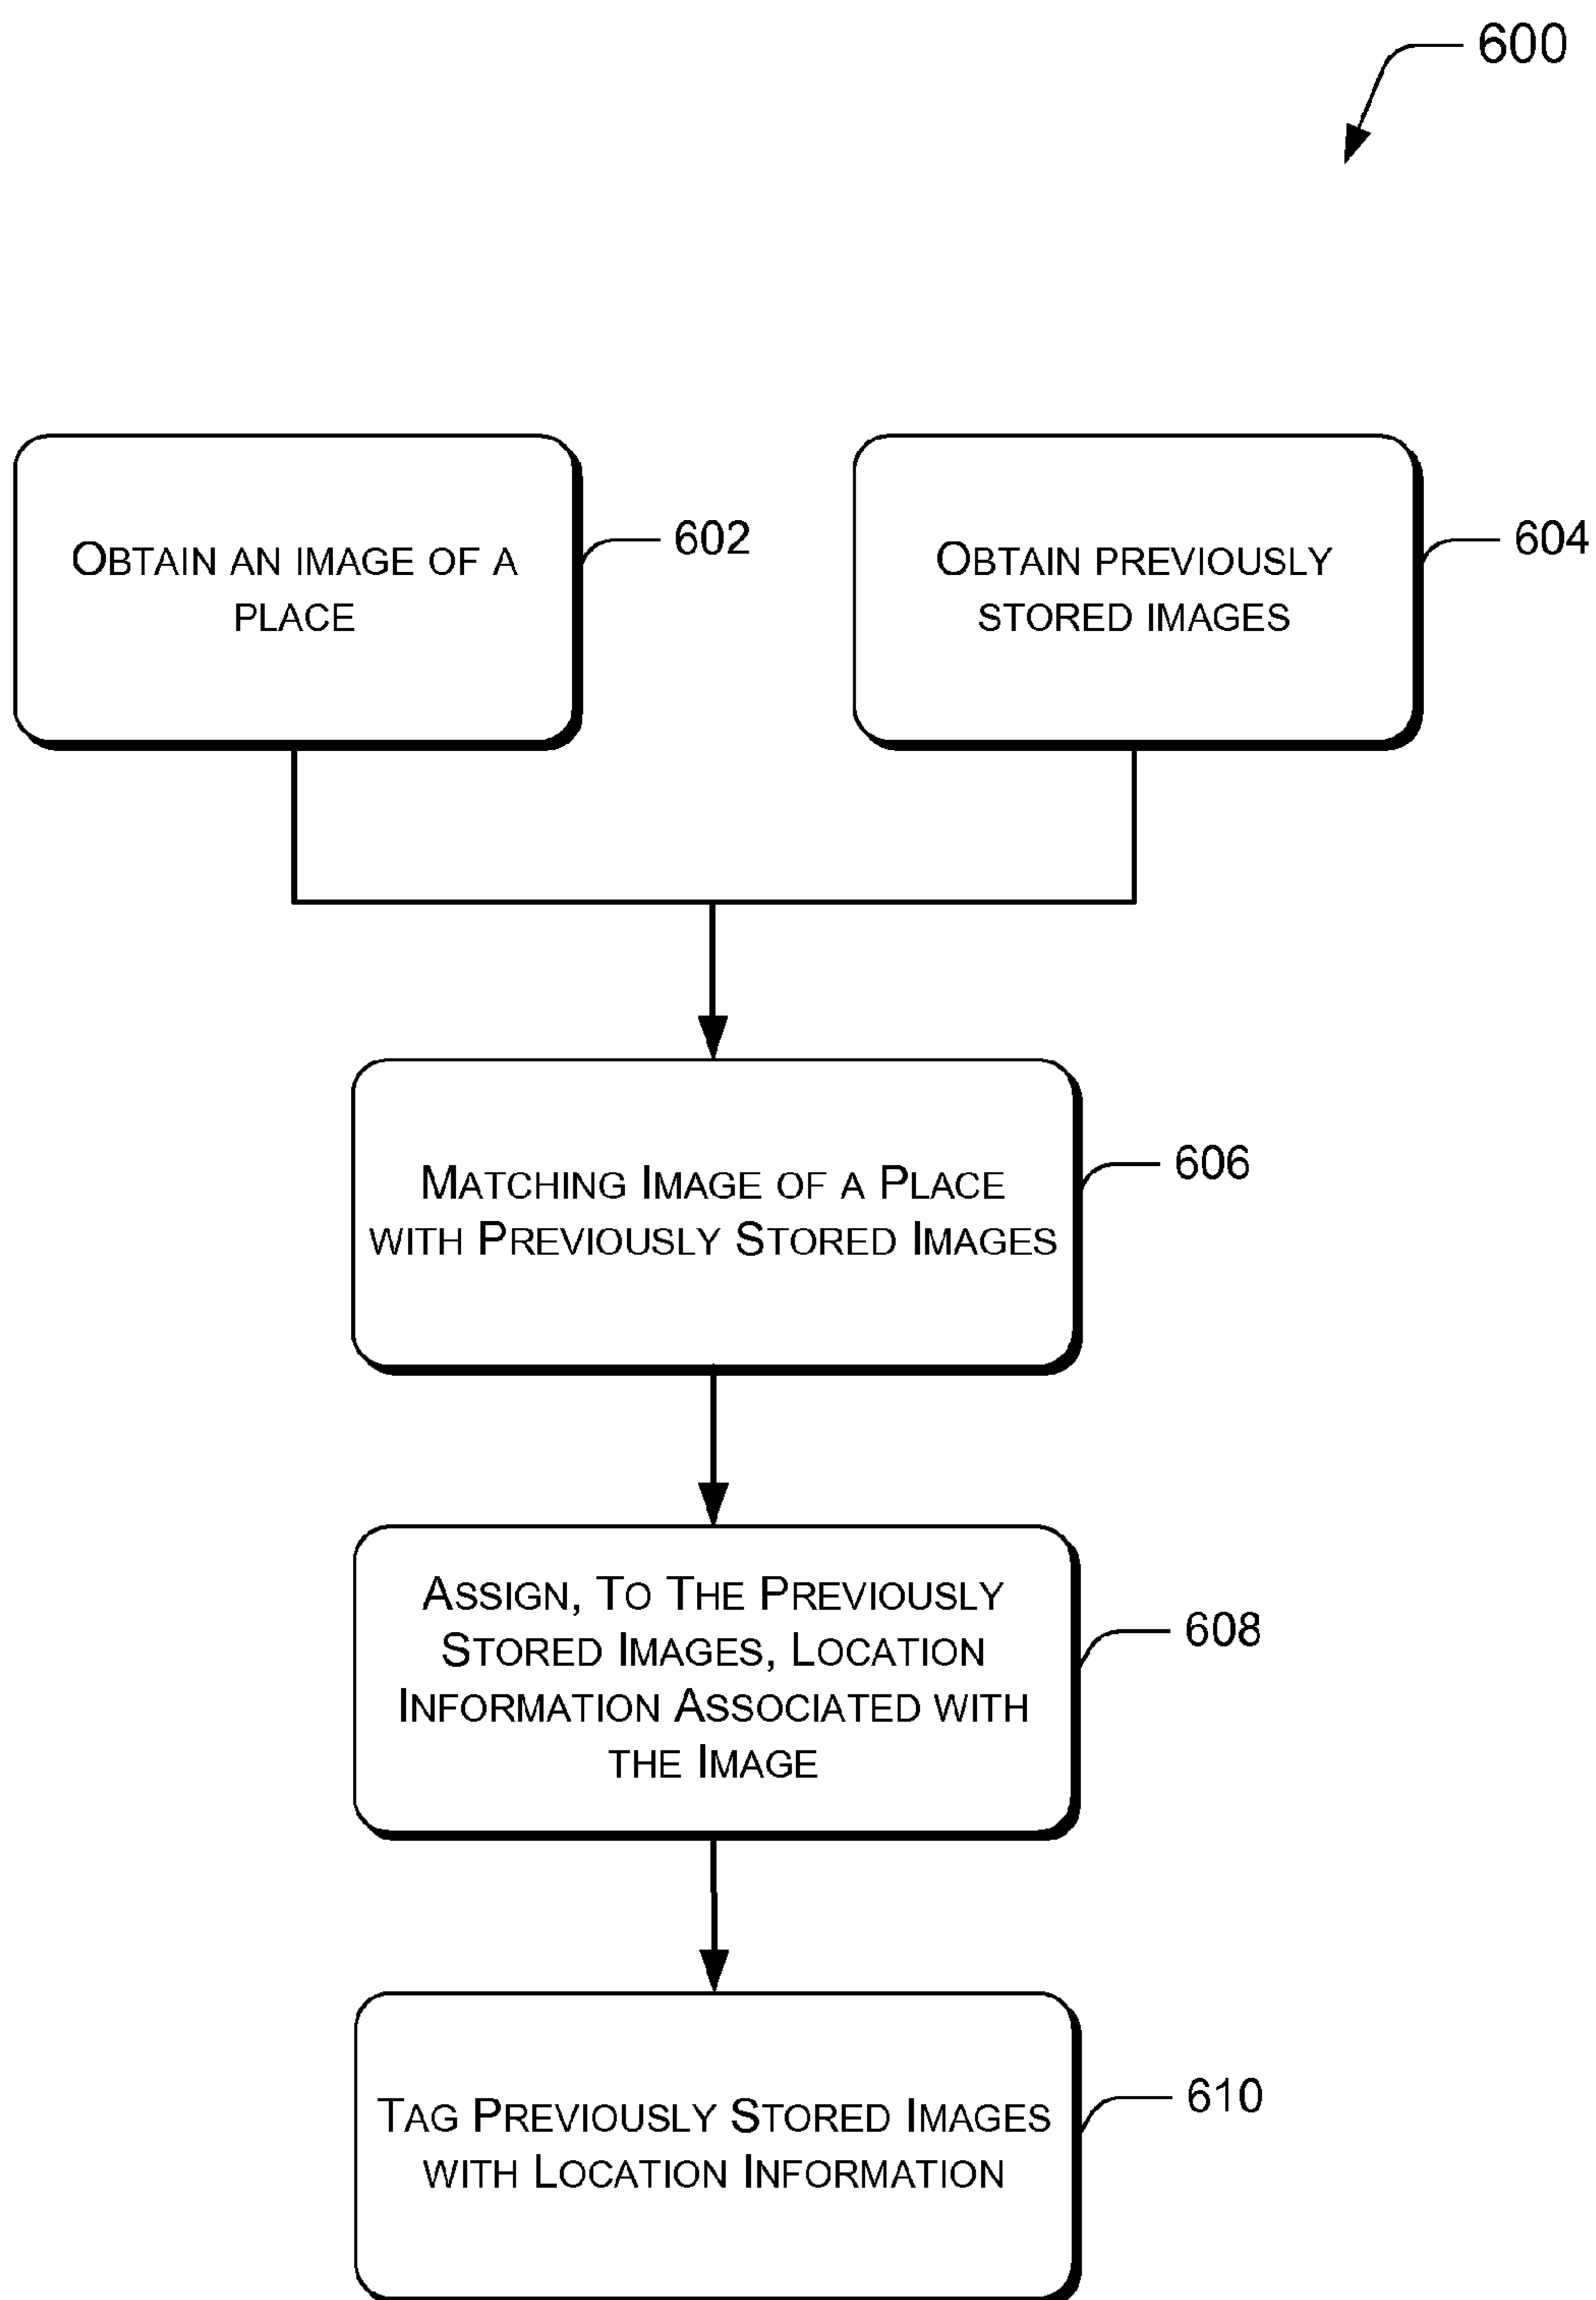 600
Obtain an image of a
place
602
Obtain previously
stored images
604
Matching Image of a Place
with Previously Stored Images
606
Assign, To The Previously
Stored Images, Location
Information Associated with
the Image
608
Tag Previously Stored Images
with Location Information
610